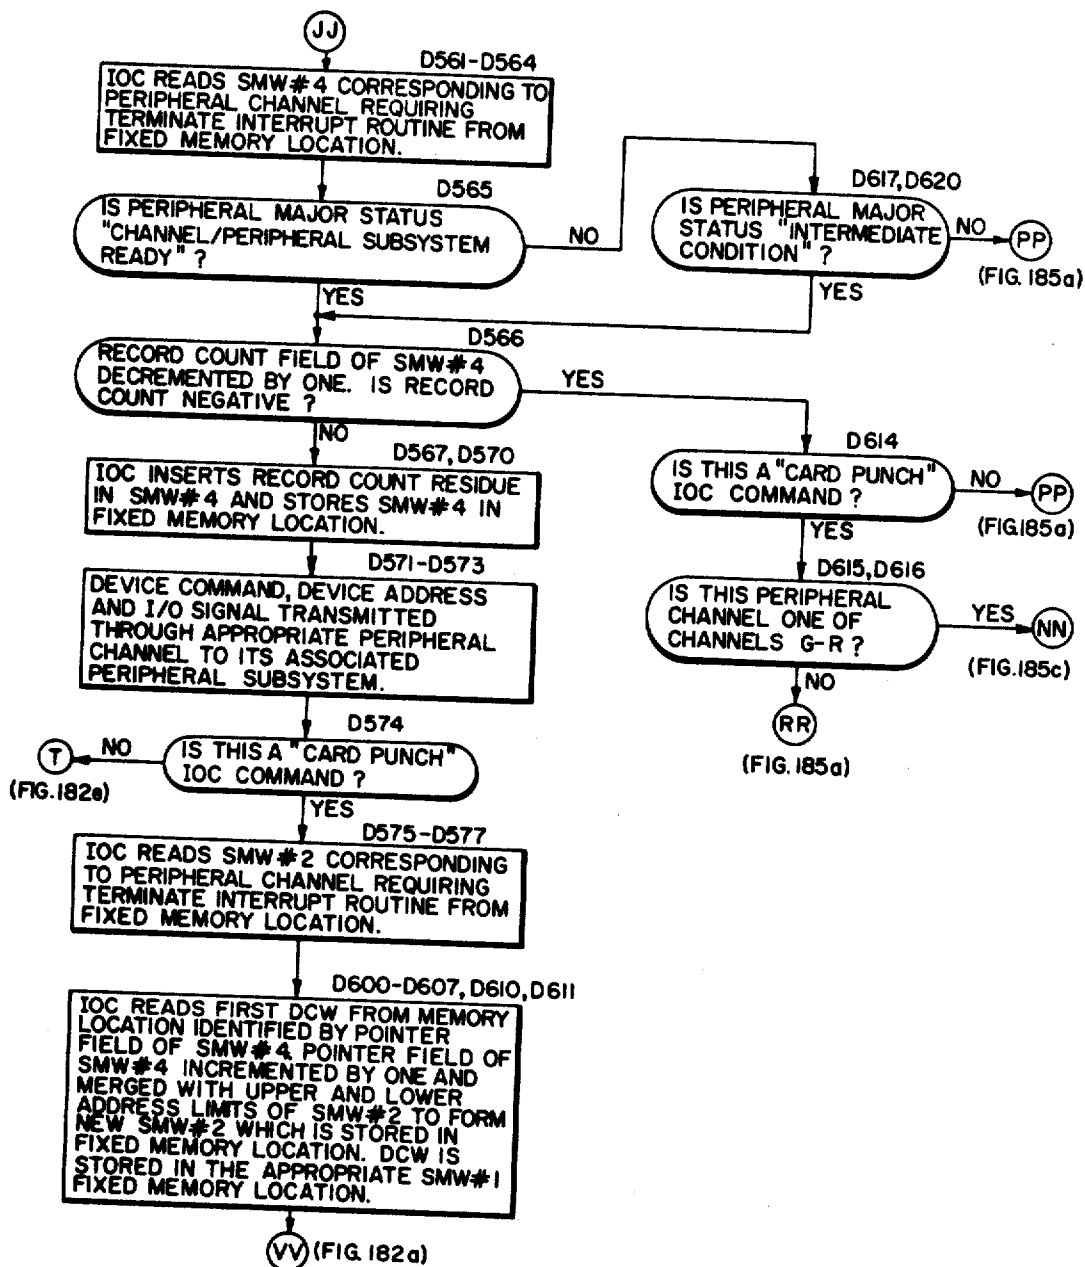 JJ
D561-D564
IOC READS SMW#4 CORRESPONDING TO
PERIPHERAL CHANNEL REQUIRING
TERMINATE INTERRUPT ROUTINE FROM
FIXED MEMORY LOCATION.
D565
IS PERIPHERAL MAJOR STATUS
"CHANNEL/PERIPHERAL SUBSYSTEM
READY" ?
NO
YES
D617, D620
IS PERIPHERAL MAJOR
STATUS "INTERMEDIATE
CONDITION" ?
NO
PP
(FIG. 185a)
YES
D566
RECORD COUNT FIELD OF SMW#4
DECREMENTED BY ONE. IS RECORD
COUNT NEGATIVE ?
YES
NO
D614
IS THIS A "CARD PUNCH"
IOC COMMAND ?
NO
PP
(FIG.185a)
YES
D615, D616
IS THIS PERIPHERAL
CHANNEL ONE OF
CHANNELS G-R ?
YES
NN
(FIG.185c)
NO
RR
(FIG.185a)
D567, D570
IOC INSERTS RECORD COUNT RESIDUE
IN SMW#4 AND STORES SMW#4 IN
FIXED MEMORY LOCATION.
D571-D573
DEVICE COMMAND, DEVICE ADDRESS
AND I/O SIGNAL TRANSMITTED
THROUGH APPROPRIATE PERIPHERAL
CHANNEL TO ITS ASSOCIATED
PERIPHERAL SUBSYSTEM.
D574
IS THIS A "CARD PUNCH"
IOC COMMAND ?
NO
T
(FIG. 182e)
YES
D575-D577
IOC READS SMW#2 CORRESPONDING
TO PERIPHERAL CHANNEL REQUIRING
TERMINATE INTERRUPT ROUTINE FROM
FIXED MEMORY LOCATION.
D600-D607, D610, D611
IOC READS FIRST DCW FROM MEMORY
LOCATION IDENTIFIED BY POINTER
FIELD OF SMW#4. POINTER FIELD OF
SMW#4 INCREMENTED BY ONE AND
MERGED WITH UPPER AND LOWER
ADDRESS LIMITS OF SMW#2 TO FORM
NEW SMW#2 WHICH IS STORED IN
FIXED MEMORY LOCATION. DCW IS
STORED IN THE APPROPRIATE SMW#1
FIXED MEMORY LOCATION.
VV
(FIG. 182a)